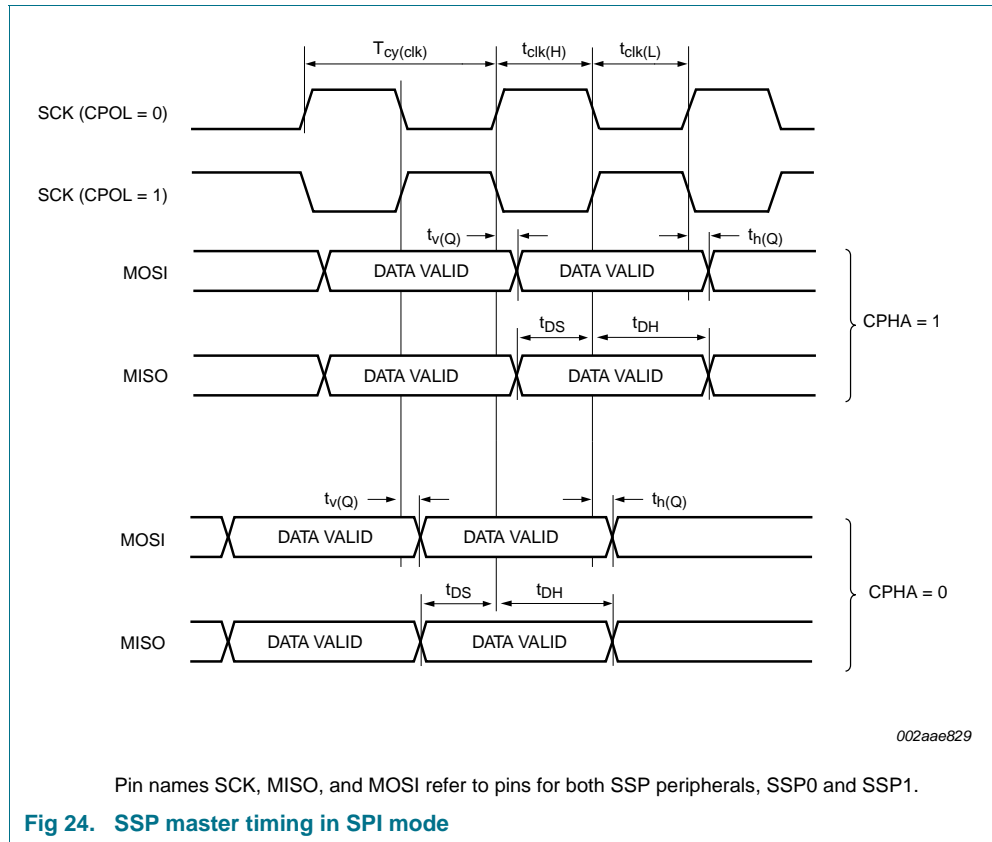 Tcy(clk) tclk(H) tclk(L)
SCK (CPOL = 0)
SCK (CPOL = 1)
tv(Q) th(Q)
MOSI DATA VALID DATA VALID
CPHA = 1
tDS tDH
MISO DATA VALID DATA VALID
tv(Q) th(Q)
MOSI DATA VALID DATA VALID
CPHA = 0
tDS tDH
MISO DATA VALID DATA VALID
002aae829
Pin names SCK, MISO, and MOSI refer to pins for both SSP peripherals, SSP0 and SSP1.
Fig 24. SSP master timing in SPI mode